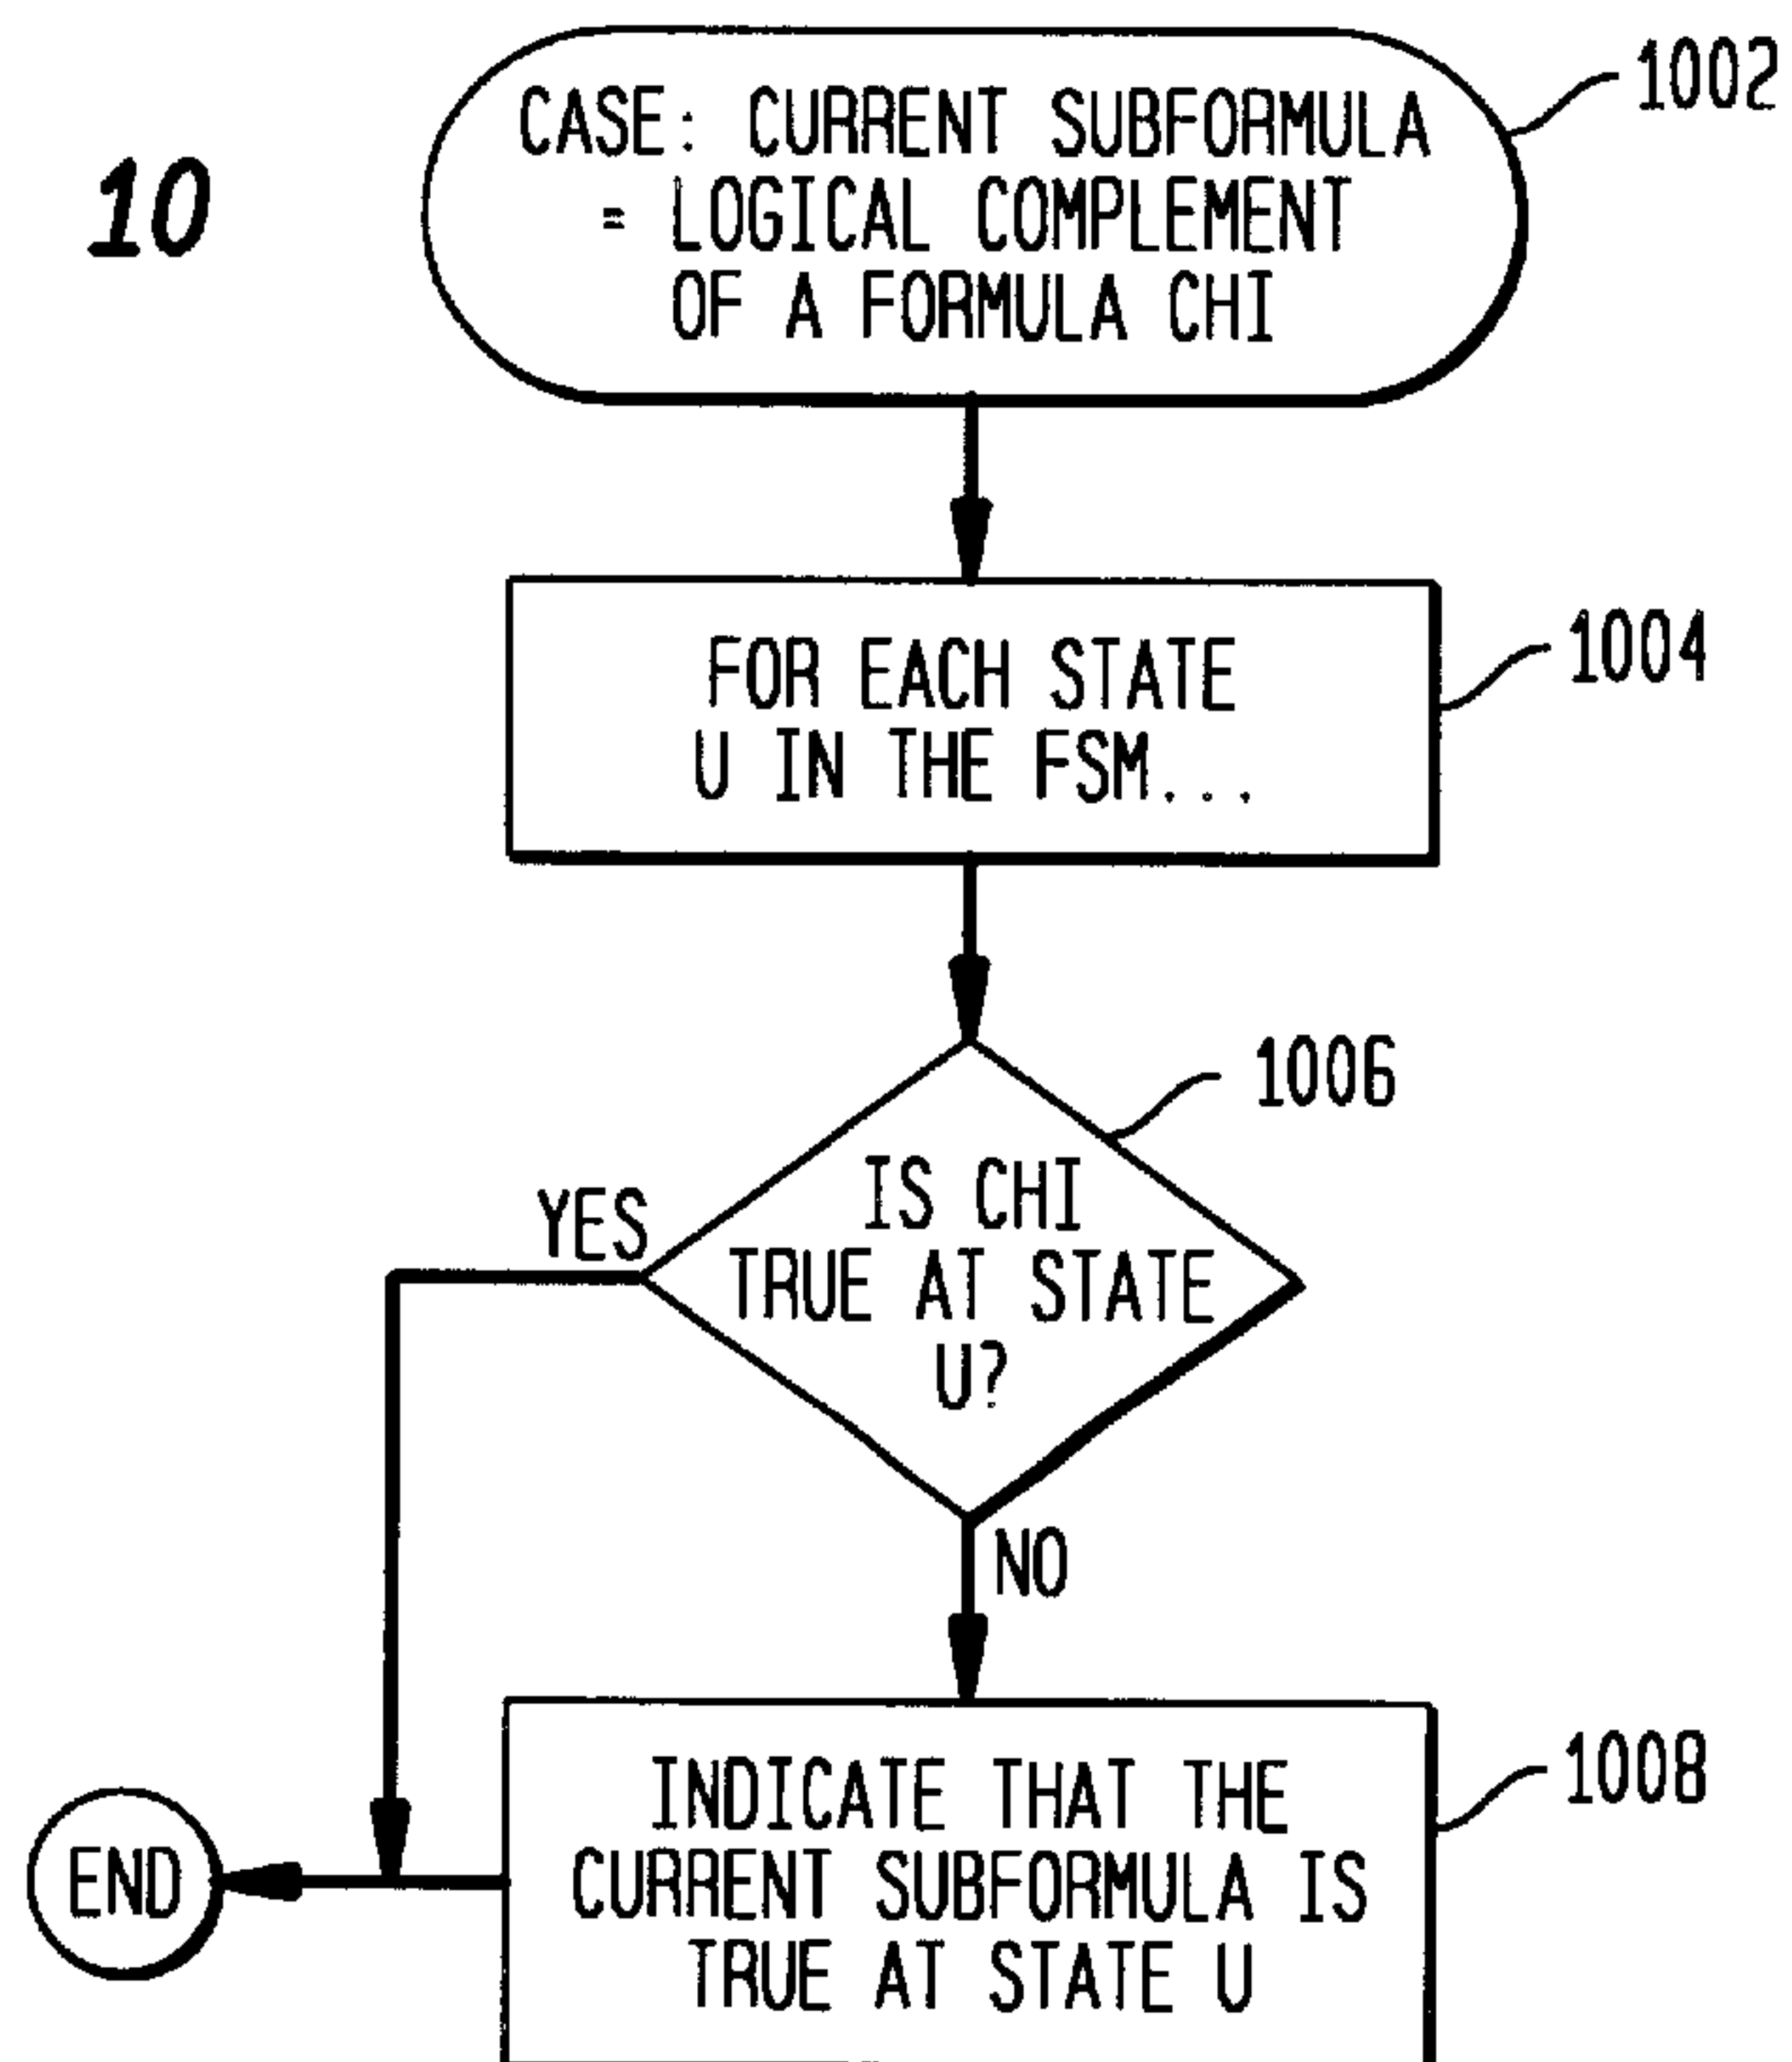 10
CASE: CURRENT SUBFORMULA
= LOGICAL COMPLEMENT
OF A FORMULA CHI
1002
FOR EACH STATE
U IN THE FSM...
1004
1006
IS CHI
TRUE AT STATE
U?
YES
NO
INDICATE THAT THE
CURRENT SUBFORMULA IS
TRUE AT STATE U
1008
END